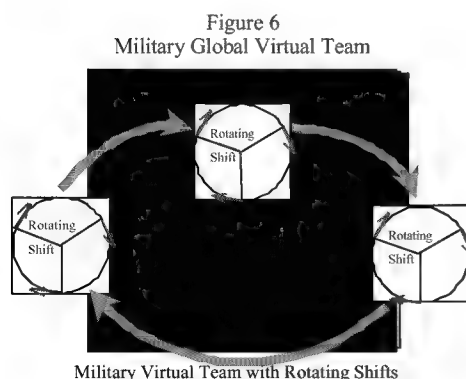 Figure 6
Military Global Virtual Team
Rotating
Shift
Rotating
Shift
Rotating
Shift
Military Virtual Team with Rotating Shifts